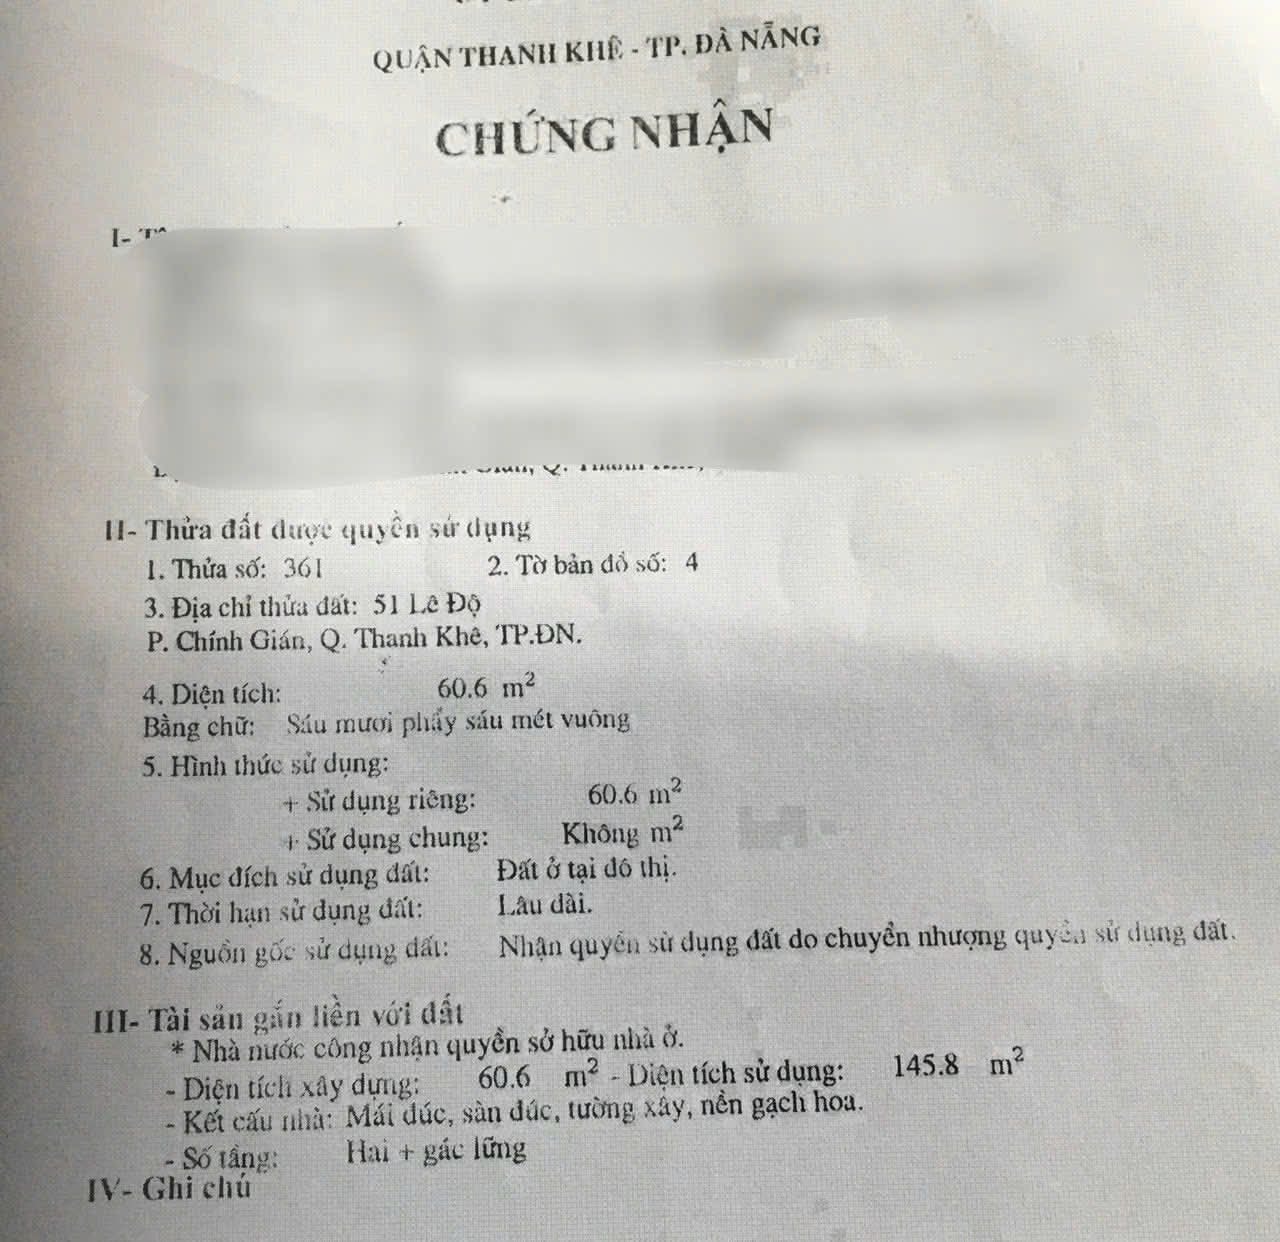 QUẬN THANH KHÊ - TP. ĐÀ NẴNG
CHỨNG NHẬN
I-
II- Thửa đất được quyền sử dụng
1. Thửa số: 361 2. Tờ bản đồ số: 4
3. Địa chỉ thửa đất: 51 Lê Độ
P. Chính Gián, Q. Thanh Khê, TP.ĐN.
4. Diện tích: 60.6 m²
Bằng chữ: Sáu mươi phẩy sáu mét vuông
5. Hình thức sử dụng:
+ Sử dụng riêng: 60.6 m²
+ Sử dụng chung: Không m²
6. Mục đích sử dụng đất: Đất ở tại đô thị.
7. Thời hạn sử dụng đất: Lâu dài.
8. Nguồn gốc sử dụng đất: Nhận quyền sử dụng đất do chuyển nhượng quyền sử dụng đất.
III- Tài sản gắn liền với đất
* Nhà nước công nhận quyền sở hữu nhà ở.
- Diện tích xây dựng: 60.6 m² - Diện tích sử dụng: 145.8 m²
- Kết cấu nhà: Mái đúc, sàn đúc, tường xây, nền gạch hoa.
- Số tầng: Hai + gác lững
IV- Ghi chú